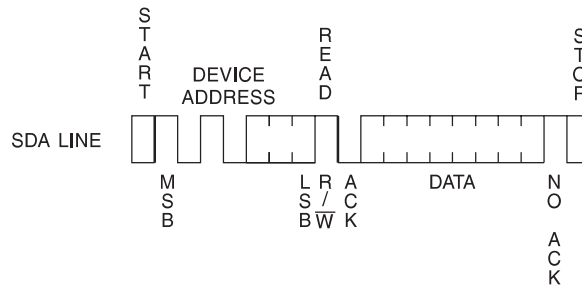 START
READ
STOP
DEVICE
ADDRESS
SDA LINE
MSB
LSB
R/W
ACK
DATA
NO ACK